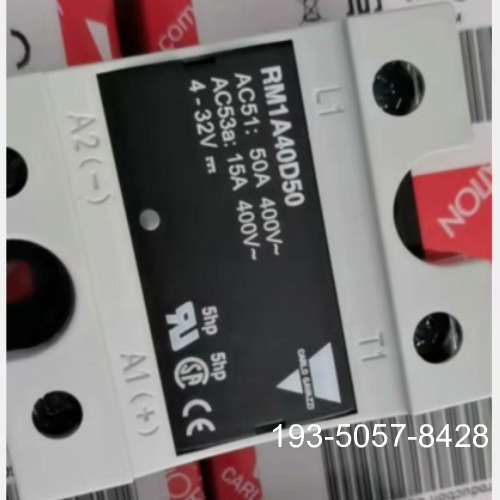 RM1A40D50
AC51: 50A 400V~
AC53a: 15A 400V~
4-32V⎓
L1
A2(-)
5hp 5hp
CARLO GAVAZZI
T1
A1(+)
CE
193-5057-8428